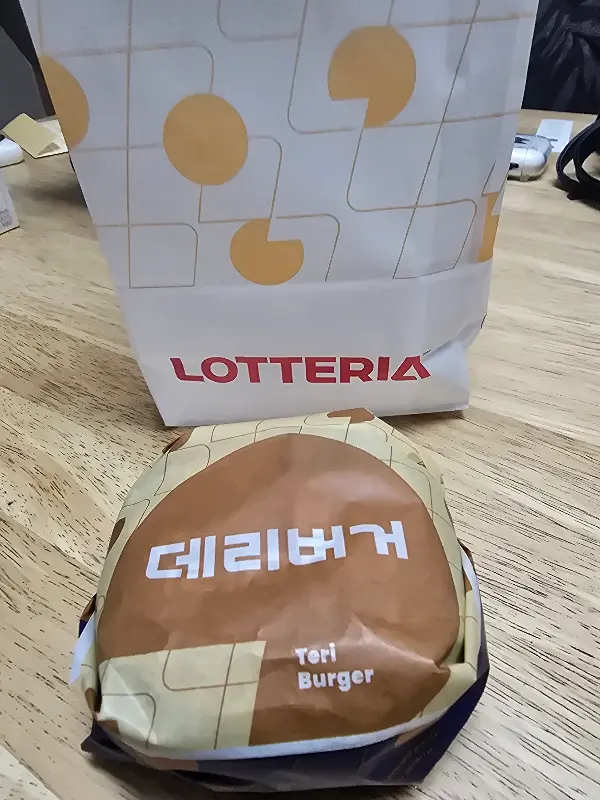 LOTTERIA
데리버거
Teri
Burger